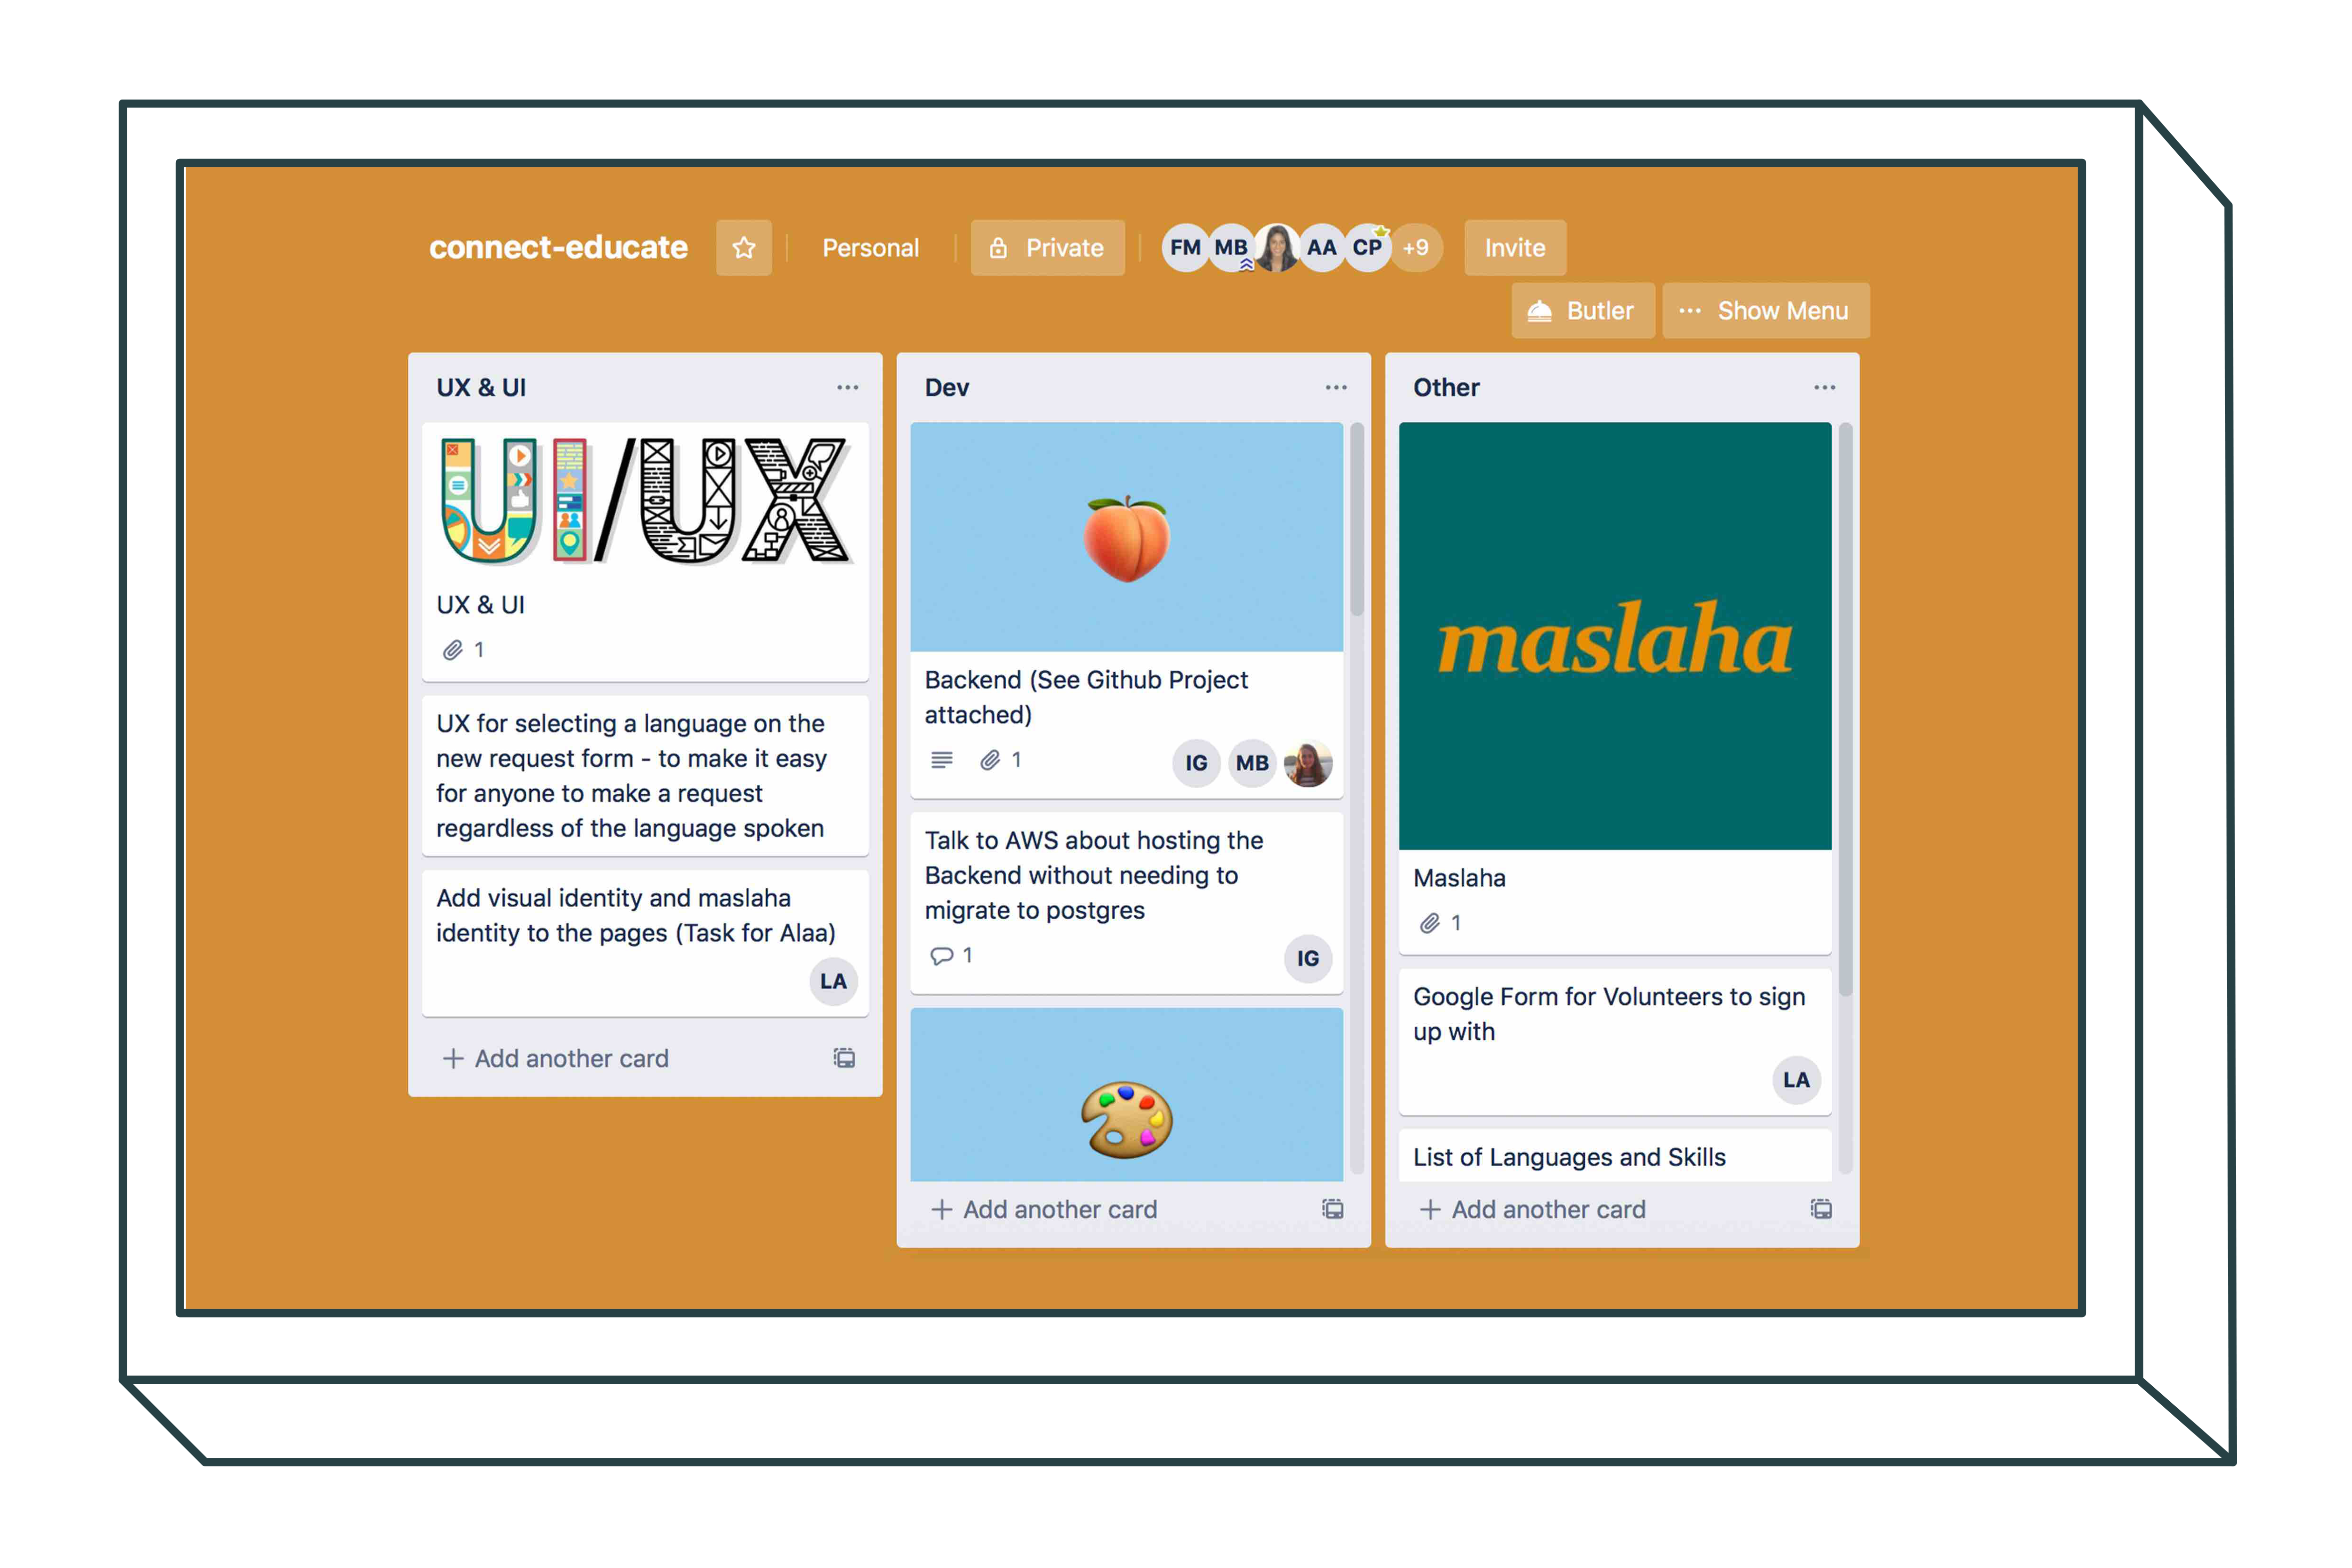 connect-educate
Personal
Private
FM MB AA CP +9
Invite
Butler
Show Menu
UX & UI
UI/UX
UX & UI
1
UX for selecting a language on the
new request form - to make it easy
for anyone to make a request
regardless of the language spoken
Add visual identity and maslaha
identity to the pages (Task for Alaa)
LA
Add another card
Dev
Backend (See Github Project
attached)
1
IG MB
Talk to AWS about hosting the
Backend without needing to
migrate to postgres
1
IG
Add another card
Other
maslaha
Maslaha
1
Google Form for Volunteers to sign
up with
LA
List of Languages and Skills
Add another card